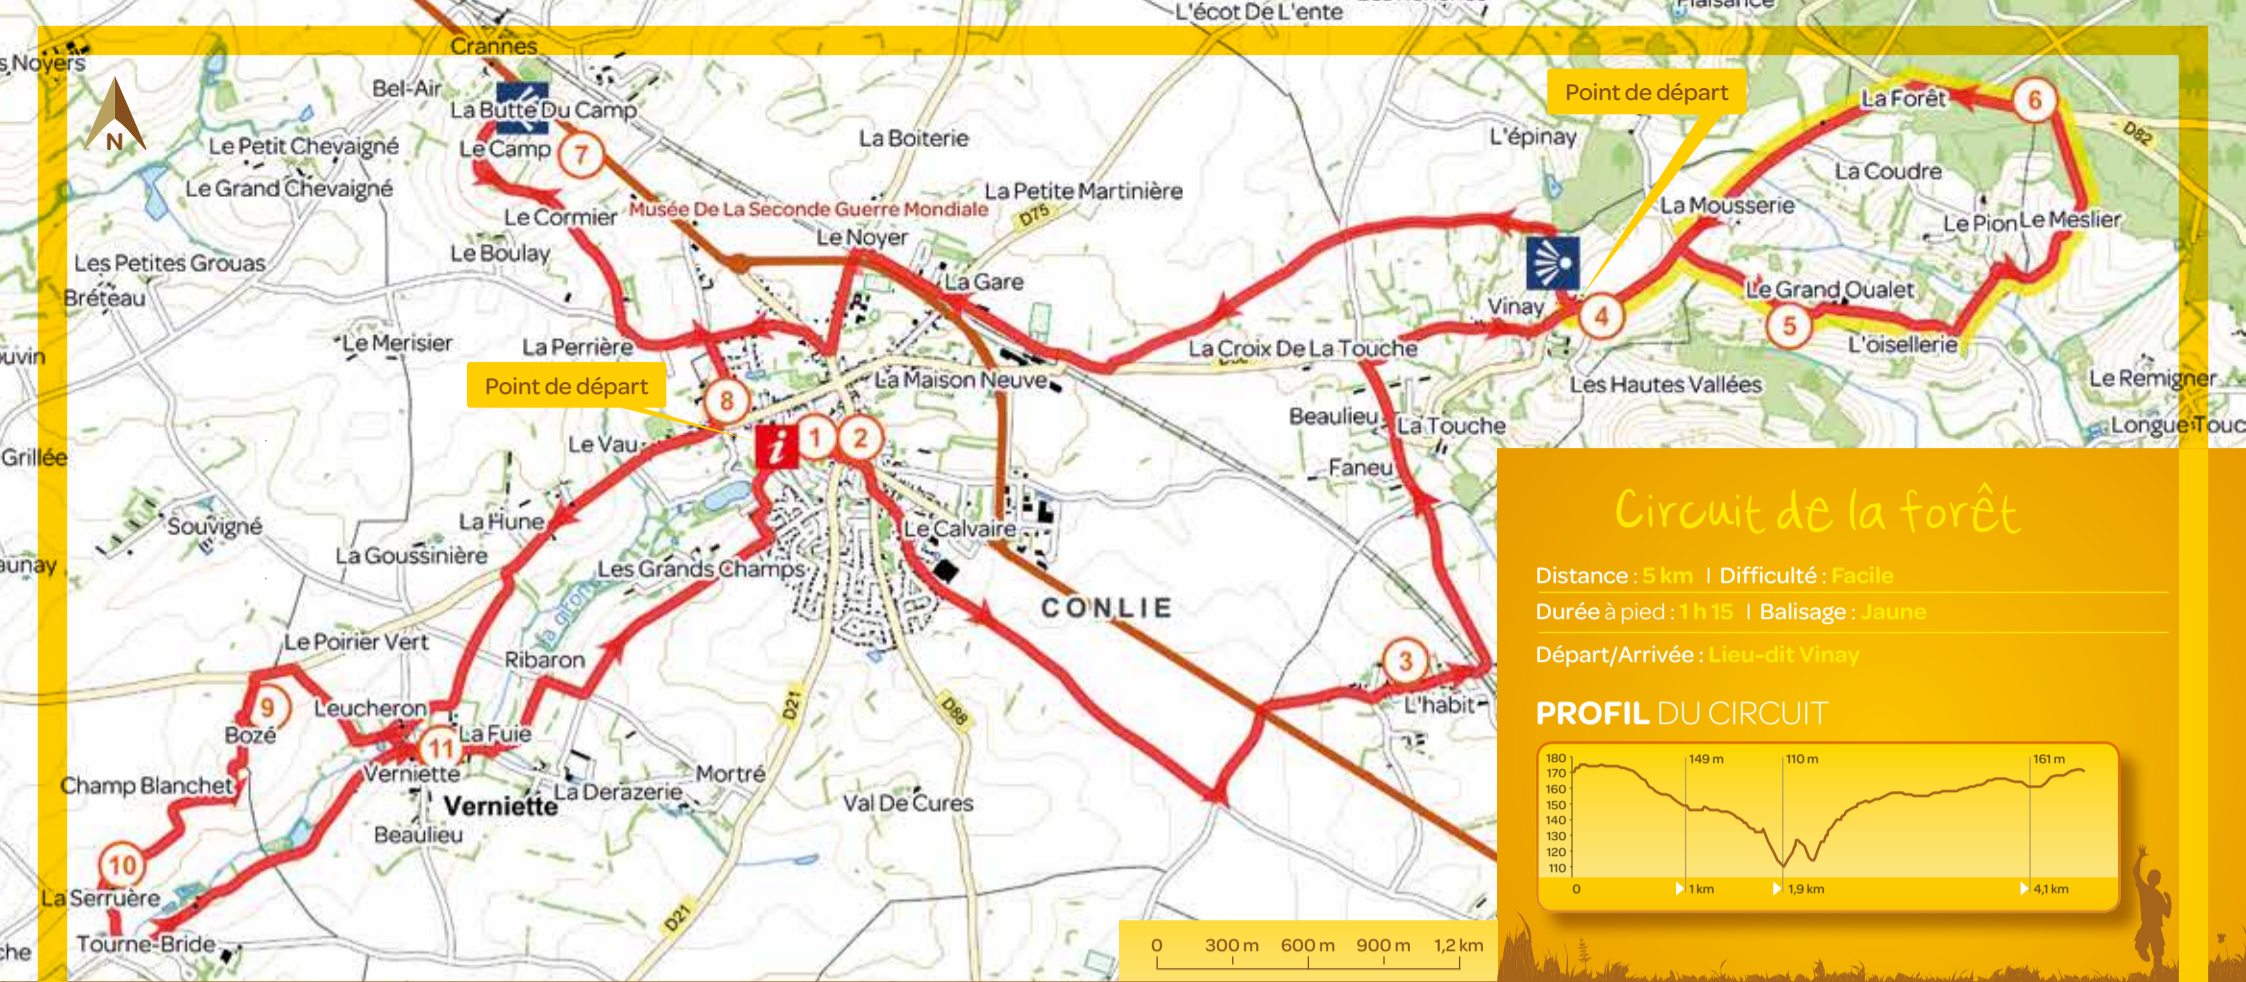 L'écot De L'ente
Plaisance
Crannes
s Noyers
Bel-Air
La Butte Du Camp
Point de départ
La Forêt
6
D82
N
Le Petit Chevaigné
Le Camp
7
La Boiterie
L'épinay
Le Grand Chevaigné
La Petite Martinière
La Coudre
Le Cormier
Musée De La Seconde Guerre Mondiale
D75
La Mousserie
Le Pion
Le Meslier
Le Noyer
Les Petites Grouas
Le Boulay
La Gare
Bréteau
Vinay
4
Le Grand Oualet
5
ouvin
Le Merisier
La Perrière
La Croix De La Touche
L'oisellerie
Point de départ
8
La Maison Neuve
Les Hautes Vallées
Le Remigner
Beaulieu
La Touche
Longue Touc
175
Grillée
Le Vau
i
1
2
Faneu
Souvigné
La Hune
Le Calvaire
La Goussinière
aunay
Les Grands Champs
la gifon
CONLIE
Le Poirier Vert
Ribaron
3
9
Leucheron
D21
D88
L'habit
Bozé
11
La Fuie
Champ Blanchet
Verniette
Mortré
La Derazerie
Verniette
Val De Cures
Beaulieu
10
La Serruère
D21
Tourne-Bride
che
0 300 m 600 m 900 m 1,2 km
Circuit de la forêt
Distance : 5 km | Difficulté : Facile
Durée à pied : 1 h 15 | Balisage : Jaune
Départ/Arrivée : Lieu-dit Vinay
PROFIL DU CIRCUIT
180
170
160
150
140
130
120
110
149 m
110 m
161 m
0
1 km
1,9 km
4,1 km